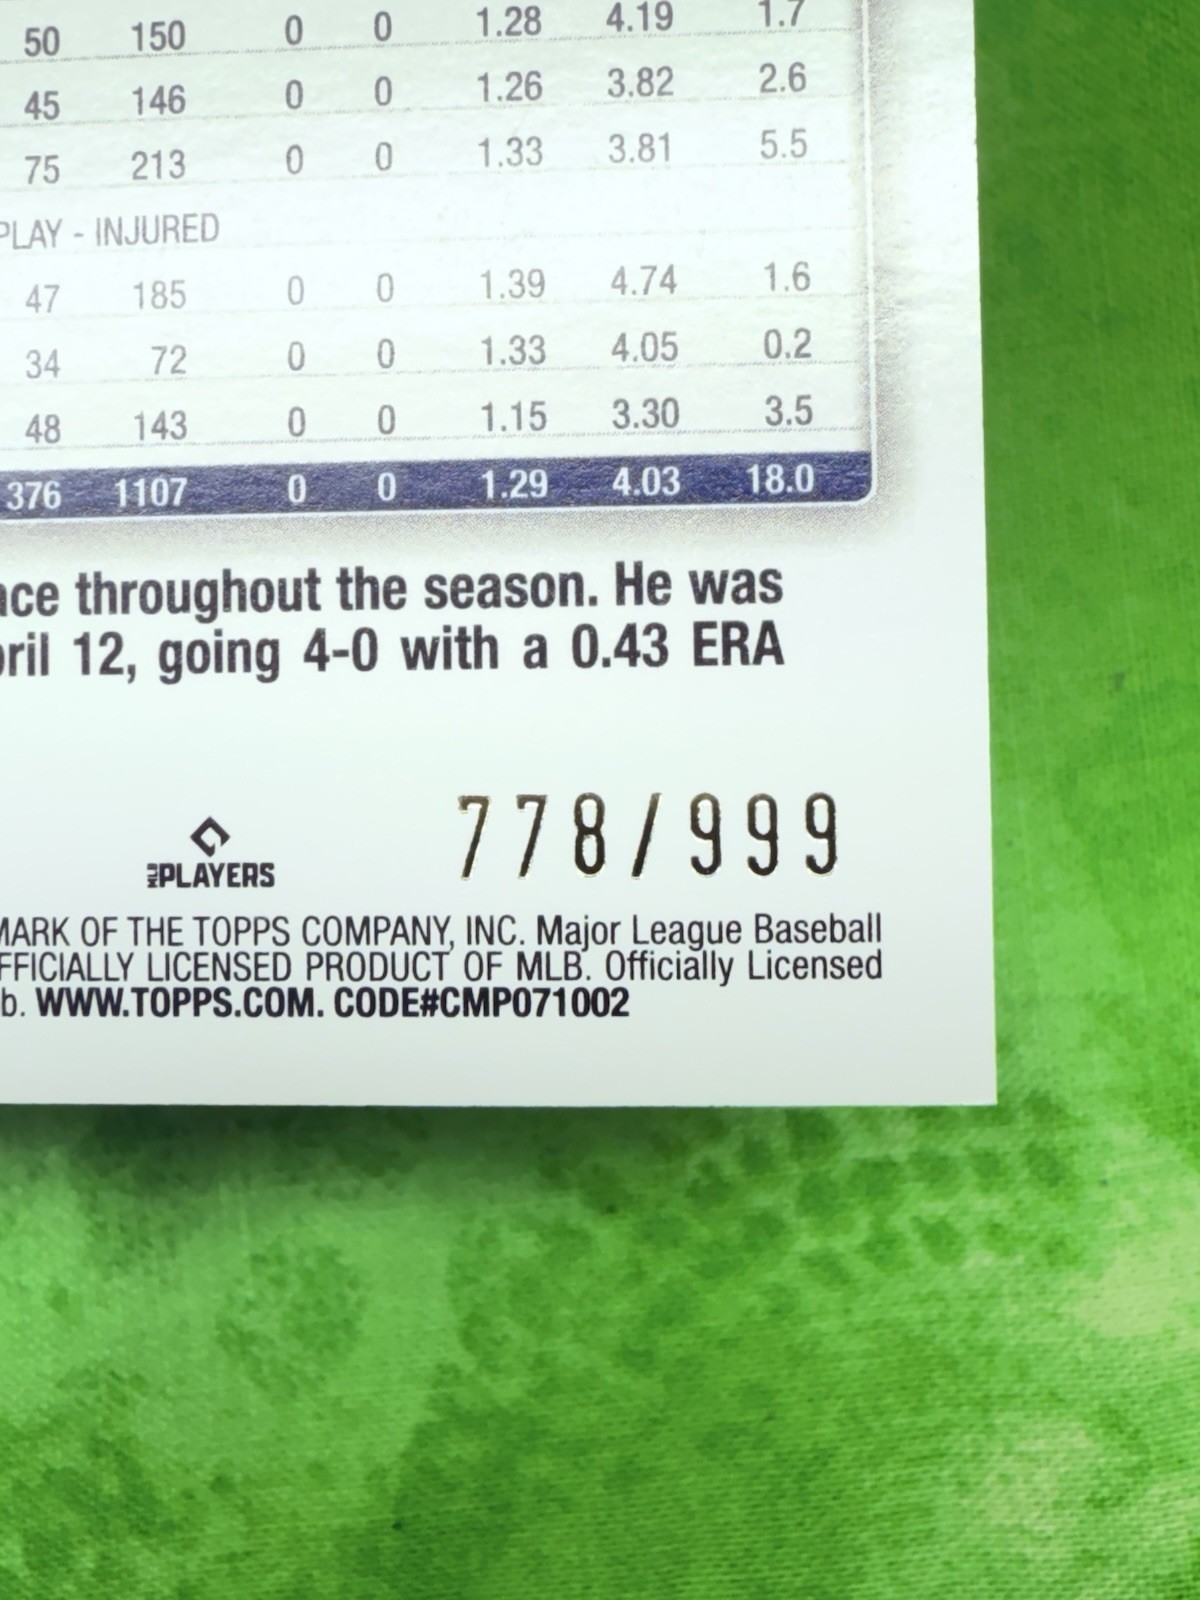 50 150 0 0 1.28 4.19 1.7
45 146 0 0 1.26 3.82 2.6
75 213 0 0 1.33 3.81 5.5
PLAY - INJURED
47 185 0 0 1.39 4.74 1.6
34 72 0 0 1.33 4.05 0.2
48 143 0 0 1.15 3.30 3.5
376 1107 0 0 1.29 4.03 18.0
ace throughout the season. He was
pril 12, going 4-0 with a 0.43 ERA
778/999
MLB PLAYERS
MARK OF THE TOPPS COMPANY, INC. Major League Baseball
FFICIALLY LICENSED PRODUCT OF MLB. Officially Licensed
b. WWW.TOPPS.COM. CODE#CMP071002